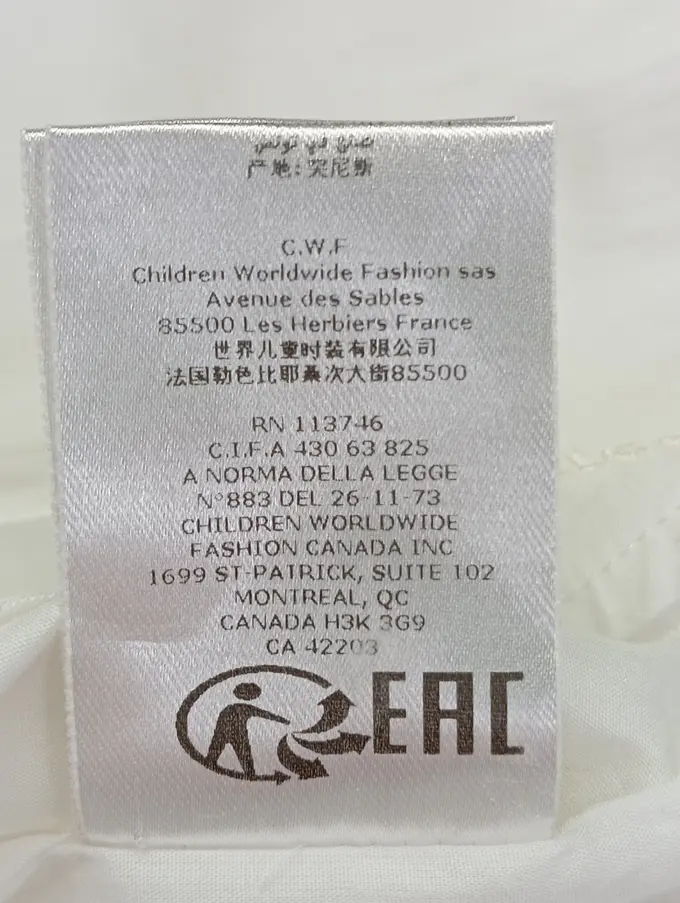 صنع في تونس
产地: 突尼斯
C.W.F
Children Worldwide Fashion sas
Avenue des Sables
85500 Les Herbiers France
世界儿童时装有限公司
法国勒色比耶桑次大街85500
RN 113746
C.I.F.A 430 63 825
A NORMA DELLA LEGGE
N°883 DEL 26-11-73
CHILDREN WORLDWIDE
FASHION CANADA INC
1699 ST-PATRICK, SUITE 102
MONTREAL, QC
CANADA H3K 3G9
CA 42203
EAC